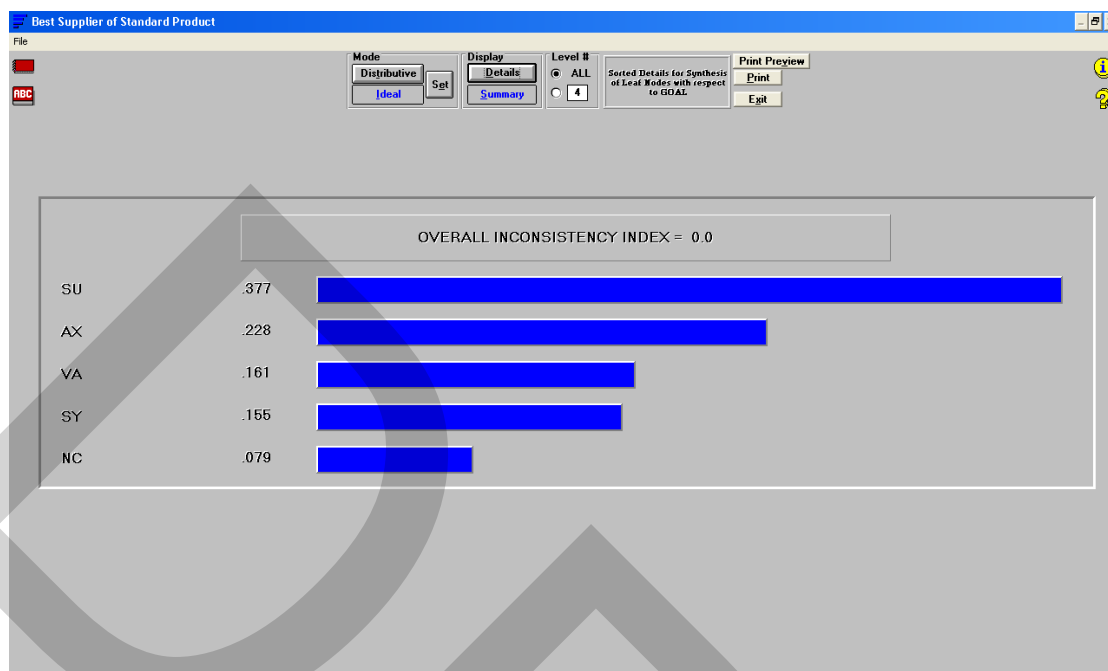 Best Supplier of Standard Product
File
ABC
Mode
Distributive
Ideal
Set
Display
Details
Summary
Level #
ALL
4
Sorted Details for Synthesis
of Leaf Nodes with respect
to GOAL
Print Preview
Print
Exit
OVERALL INCONSISTENCY INDEX = 0.0
SU .377
AX .228
VA .161
SY .155
NC .079